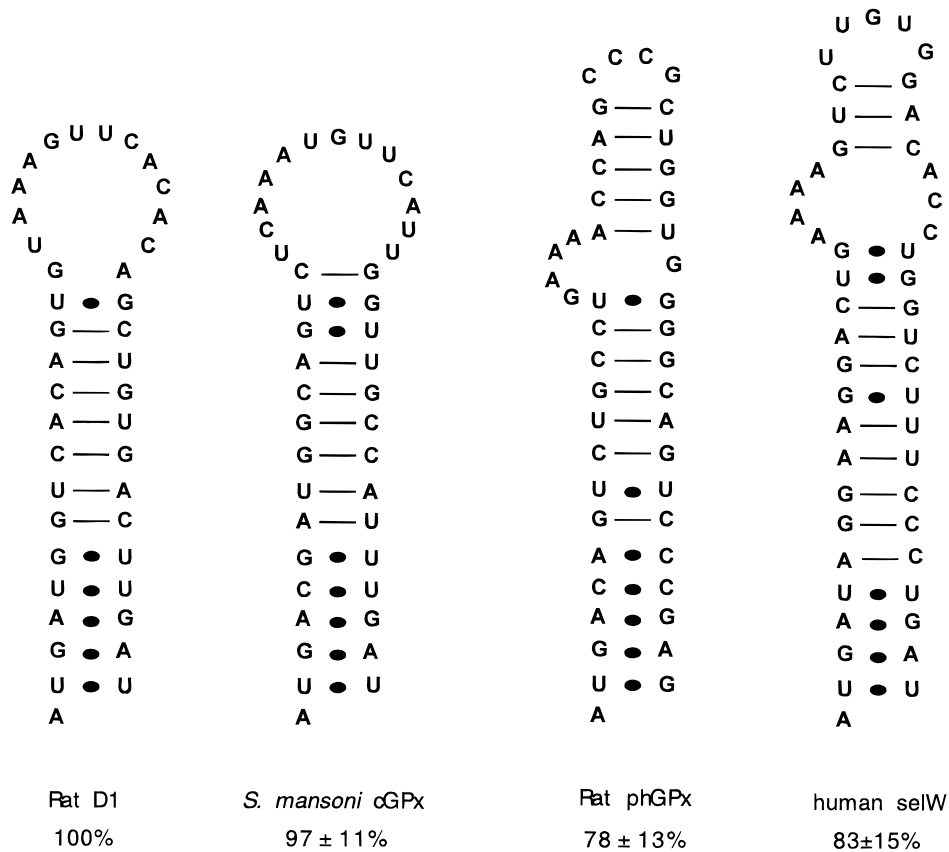 A U G A U G G U C A C A G U G U A A A G U U C A C A C A G C U G U G A C U U G A U
A U G A C G A U G G C A G U C U C A A A U G U U C A U U G G U U G C C A U U U G A U
A U G A C A G U C U G C C U G A A A A C C A G C C C G C U G G U G G G G C A G U C C C G A G
A U G A U A G G A A G G A C U G A A A A G U C U U G U G G A C A C C U G G U C U U U C C C U G A U
Rat D1
100%
S. mansoni cGPx
97 ± 11%
Rat phGPx
78 ± 13%
human selW
83±15%